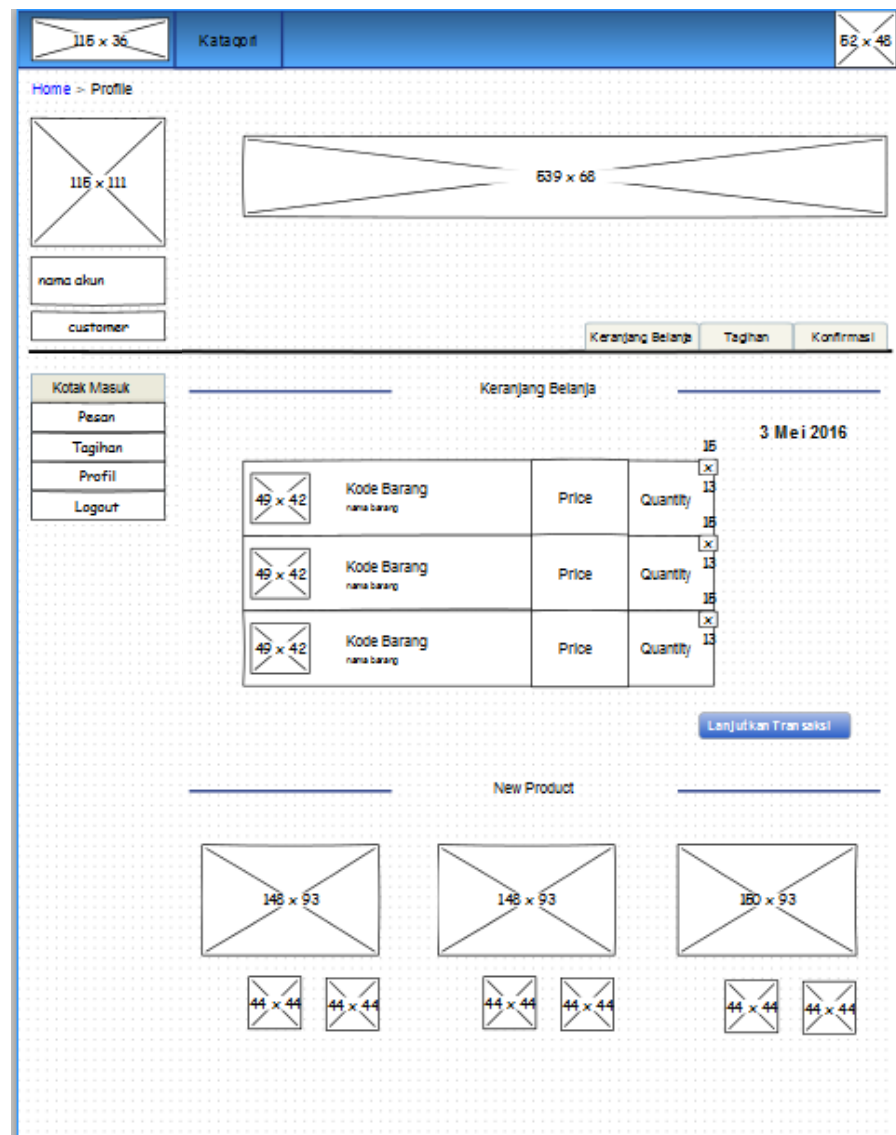 115 x 36
Katagori
52 x 48
Home > Profile
115 x 111
539 x 68
nama akun
customer
Keranjang Belanja
Tagihan
Konfirmasi
Kotak Masuk
Pesan
Tagihan
Profil
Logout
Keranjang Belanja
3 Mei 2016
15
x
13
49 x 42
Kode Barang
nama barang
Price
Quantity
15
x
13
49 x 42
Kode Barang
nama barang
Price
Quantity
15
x
13
49 x 42
Kode Barang
nama barang
Price
Quantity
Lanjutkan Transaksi
New Product
148 x 93
148 x 93
150 x 93
44 x 44
44 x 44
44 x 44
44 x 44
44 x 44
44 x 44